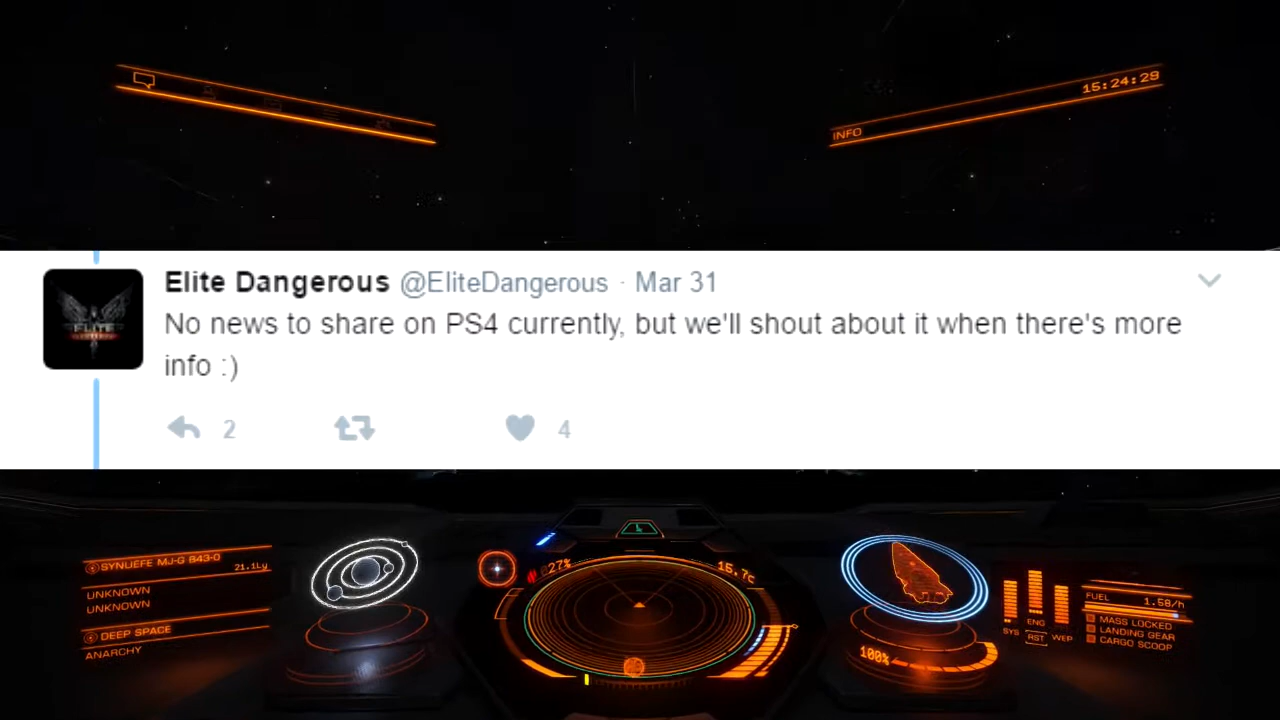 15:24:29
INFO
Elite Dangerous @EliteDangerous · Mar 31
No news to share on PS4 currently, but we'll shout about it when there's more
info :)
2 4
ELITE
SYNUEFE MJ-G B43-0
21.1Ly
UNKNOWN
UNKNOWN
DEEP SPACE
ANARCHY
27%
15.7c
100%
SYS ENG WEP
RST
FUEL 1.58/h
MASS LOCKED
LANDING GEAR
CARGO SCOOP